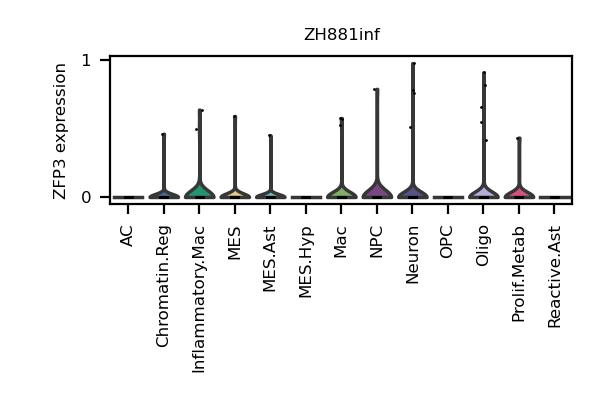 ZH881inf
ZFP3 expression
1
0
AC
Chromatin.Reg
Inflammatory.Mac
MES
MES.Ast
MES.Hyp
Mac
NPC
Neuron
OPC
Oligo
Prolif.Metab
Reactive.Ast